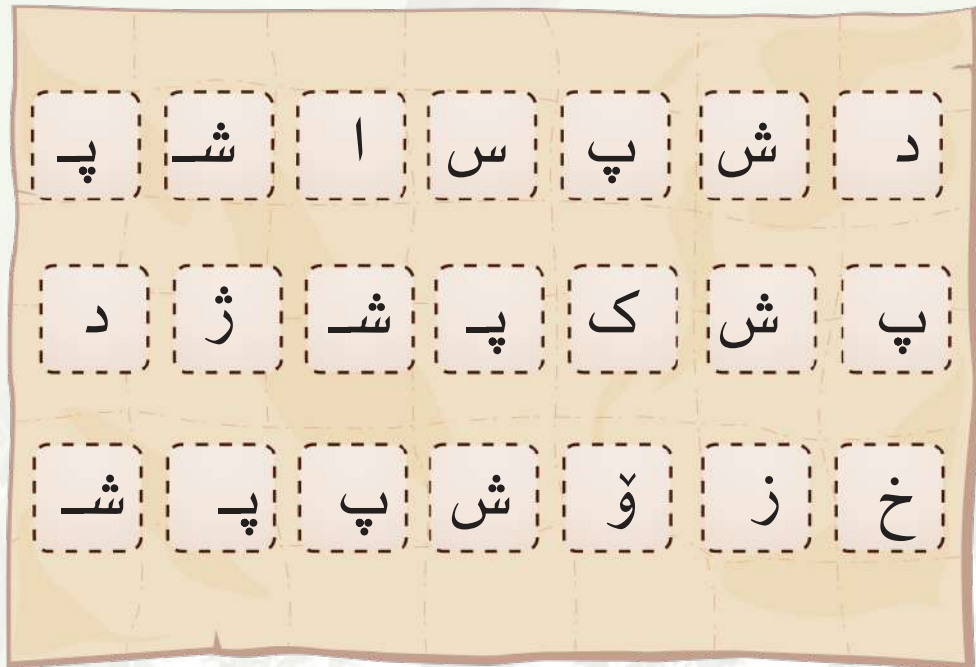 د ش پ س ا شـ پـ
پ ش ک پـ شـ ژ د
خ ز ۆ ش پ پـ شـ